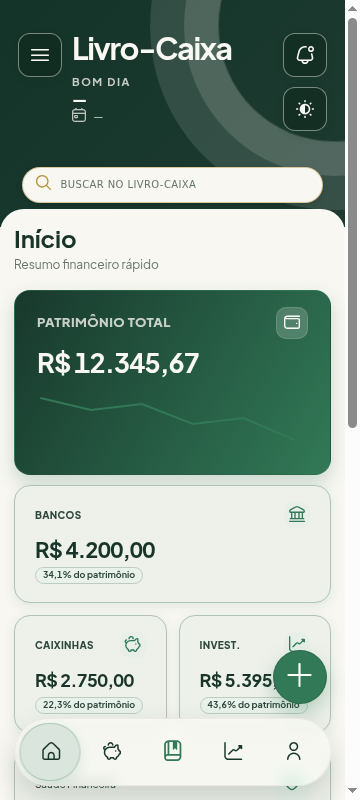 Livro-Caixa
BOM DIA
—
—
BUSCAR NO LIVRO-CAIXA
Início
Resumo financeiro rápido
PATRIMÔNIO TOTAL
R$ 12.345,67
BANCOS
R$ 4.200,00
34,1% do patrimônio
CAIXINHAS
R$ 2.750,00
22,3% do patrimônio
INVEST.
R$ 5.395,
43,6% do patrimônio
Saúde Financeira